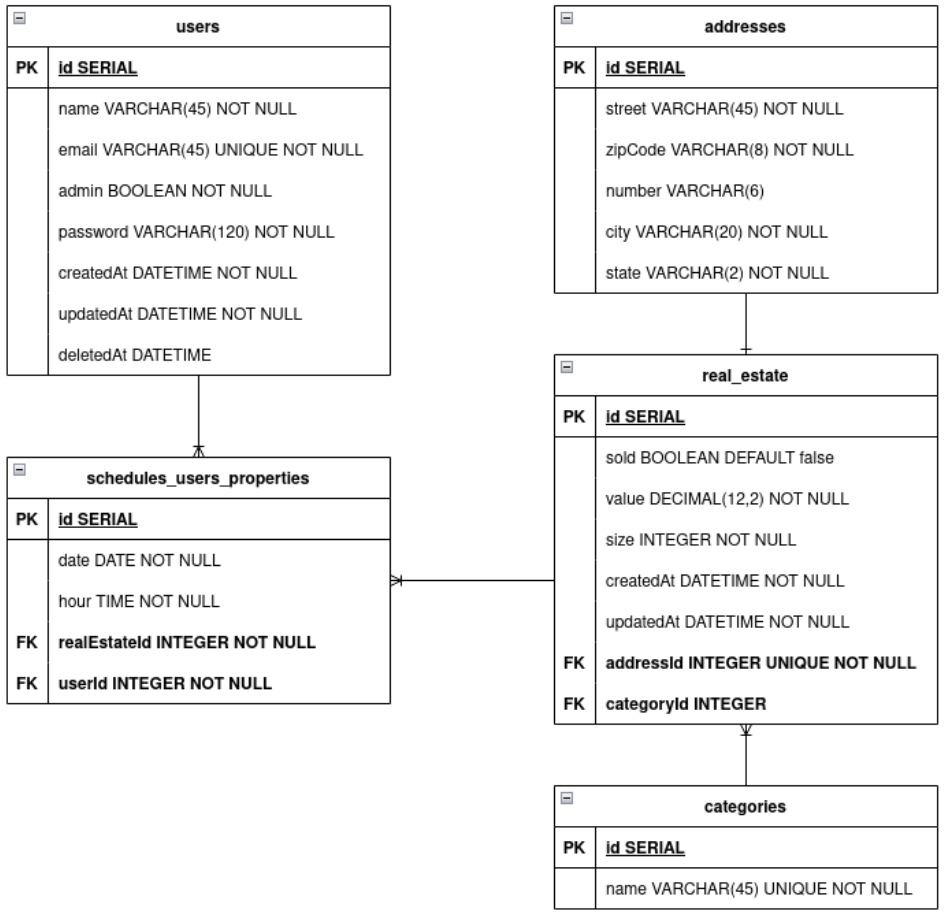 users
PK id SERIAL
name VARCHAR(45) NOT NULL
email VARCHAR(45) UNIQUE NOT NULL
admin BOOLEAN NOT NULL
password VARCHAR(120) NOT NULL
createdAt DATETIME NOT NULL
updatedAt DATETIME NOT NULL
deletedAt DATETIME
addresses
PK id SERIAL
street VARCHAR(45) NOT NULL
zipCode VARCHAR(8) NOT NULL
number VARCHAR(6)
city VARCHAR(20) NOT NULL
state VARCHAR(2) NOT NULL
schedules_users_properties
PK id SERIAL
date DATE NOT NULL
hour TIME NOT NULL
FK realEstateId INTEGER NOT NULL
FK userId INTEGER NOT NULL
real_estate
PK id SERIAL
sold BOOLEAN DEFAULT false
value DECIMAL(12,2) NOT NULL
size INTEGER NOT NULL
createdAt DATETIME NOT NULL
updatedAt DATETIME NOT NULL
FK addressId INTEGER UNIQUE NOT NULL
FK categoryId INTEGER
categories
PK id SERIAL
name VARCHAR(45) UNIQUE NOT NULL